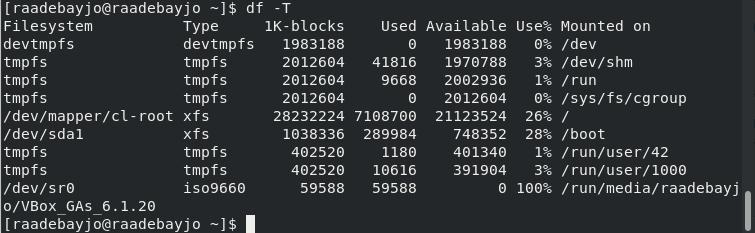 [raadebayjo@raadebayjo ~]$ df -T
Filesystem          Type     1K-blocks    Used Available Use% Mounted on
devtmpfs            devtmpfs   1983188       0   1983188   0% /dev
tmpfs               tmpfs      2012604   41816   1970788   3% /dev/shm
tmpfs               tmpfs      2012604    9668   2002936   1% /run
tmpfs               tmpfs      2012604       0   2012604   0% /sys/fs/cgroup
/dev/mapper/cl-root xfs       28232224 7108700  21123524  26% /
/dev/sda1           xfs        1038336  289984    748352  28% /boot
tmpfs               tmpfs       402520    1180    401340   1% /run/user/42
tmpfs               tmpfs       402520   10616    391904   3% /run/user/1000
/dev/sr0            iso9660      59588   59588         0 100% /run/media/raadebayj
o/VBox_GAs_6.1.20
[raadebayjo@raadebayjo ~]$